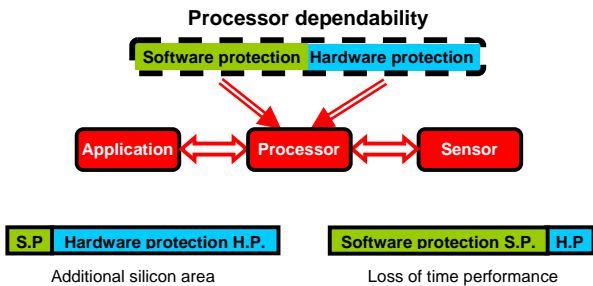 Processor dependability
Software protection Hardware protection
Application Processor Sensor
S.P Hardware protection H.P. Software protection S.P. H.P
Additional silicon area Loss of time performance